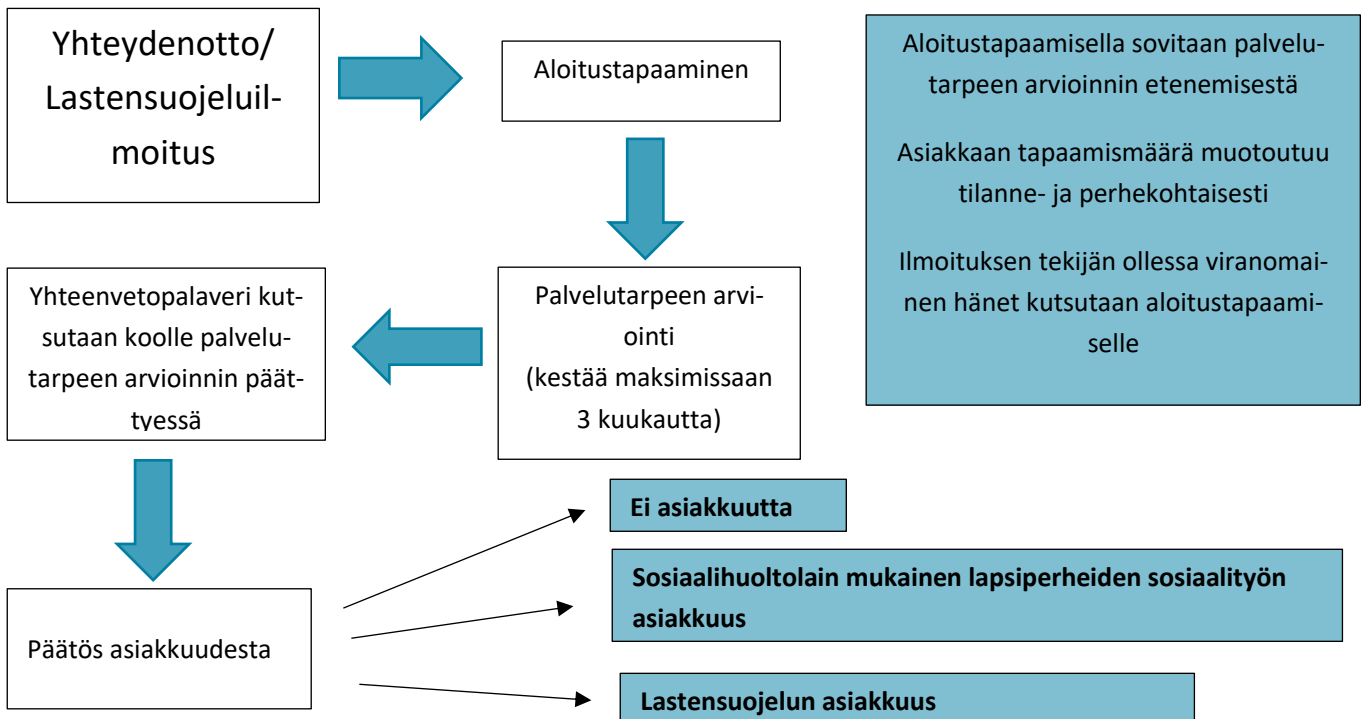 Yhteydenotto/
Lastensuojeluil-
moitus
Aloitustapaaminen
Aloitustapaamisella sovitaan palvelu-
tarpeen arvioinnin etenemisestä
Asiakkaan tapaamismäärä muotoutuu
tilanne- ja perhekohtaisesti
Ilmoituksen tekijän ollessa viranomai-
nen hänet kutsutaan aloitustapaami-
selle
Palvelutarpeen arvi-
ointi
(kestää maksimissaan
3 kuukautta)
Yhteenvetopalaveri kut-
sutaan koolle palvelu-
tarpeen arvioinnin päät-
tyessä
Päätös asiakkuudesta
Ei asiakkuutta
Sosiaalihuoltolain mukainen lapsiperheiden sosiaalityön
asiakkuus
Lastensuojelun asiakkuus